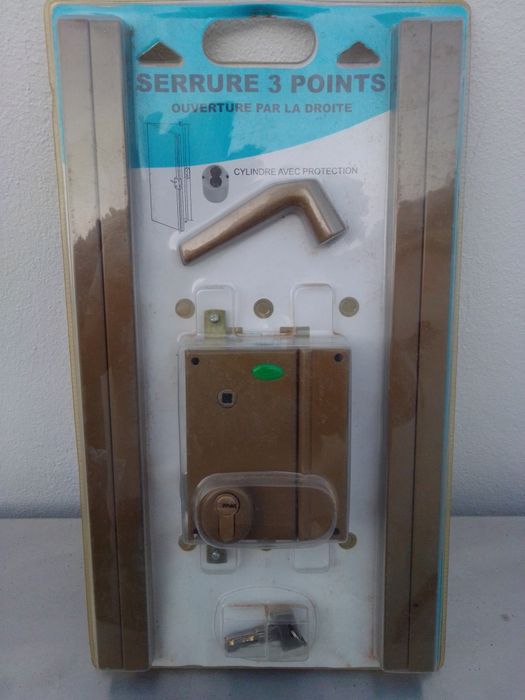 SERRURE 3 POINTS
OUVERTURE PAR LA DROITE
CYLINDRE AVEC PROTECTION